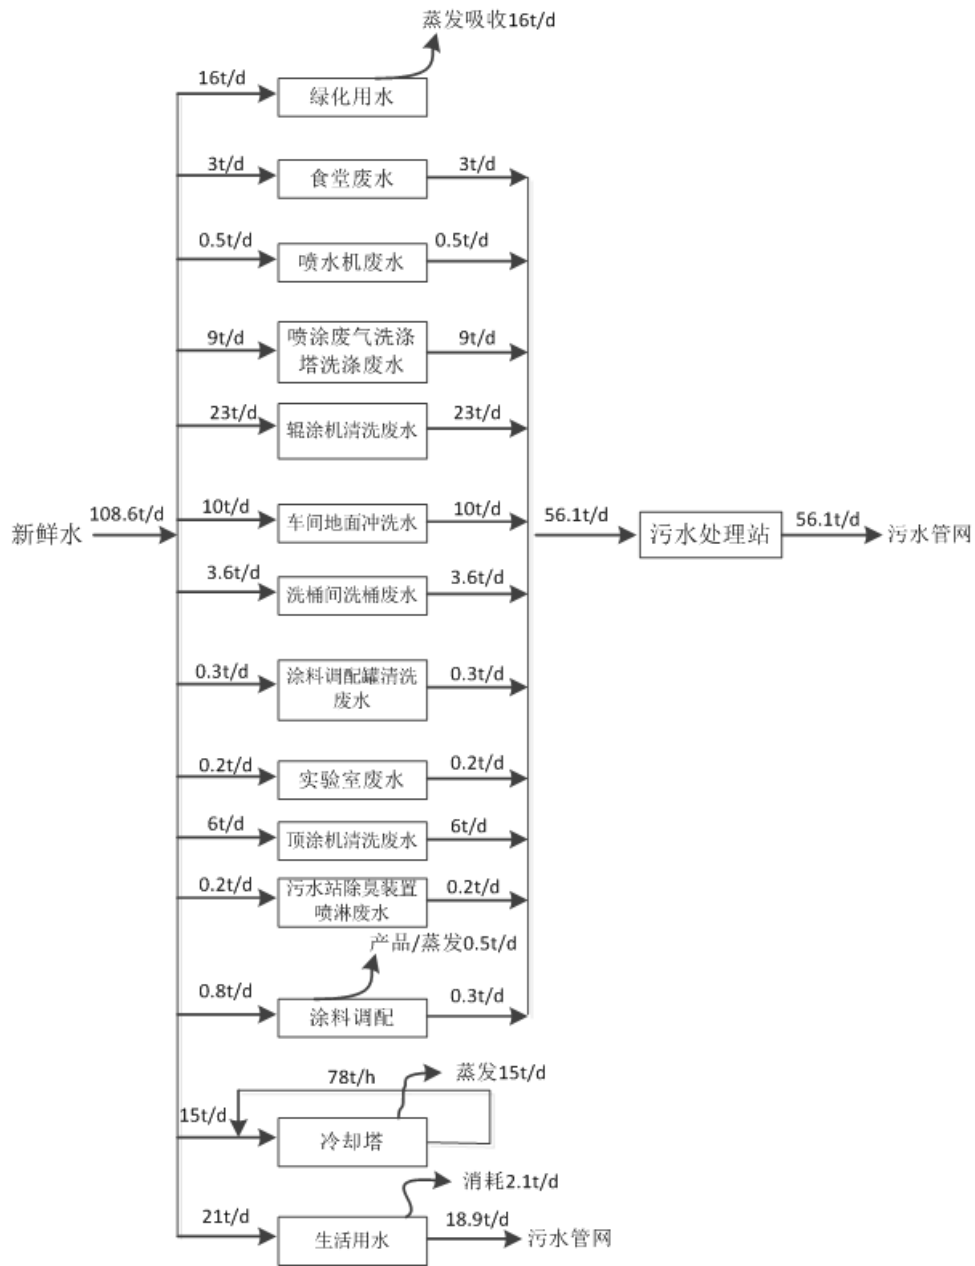 蒸发吸收16t/d
16t/d
绿化用水
3t/d
食堂废水
3t/d
0.5t/d
喷水机废水
0.5t/d
9t/d
喷涂废气洗涤
塔洗涤废水
9t/d
23t/d
辊涂机清洗废水
23t/d
新鲜水
108.6t/d
10t/d
车间地面冲洗水
10t/d
56.1t/d
污水处理站
56.1t/d
污水管网
3.6t/d
洗桶间洗桶废水
3.6t/d
0.3t/d
涂料调配罐清洗
废水
0.3t/d
0.2t/d
实验室废水
0.2t/d
6t/d
顶涂机清洗废水
6t/d
0.2t/d
污水站除臭装置
喷淋废水
0.2t/d
产品/蒸发0.5t/d
0.8t/d
涂料调配
0.3t/d
78t/h
蒸发15t/d
15t/d
冷却塔
消耗2.1t/d
21t/d
生活用水
18.9t/d
污水管网